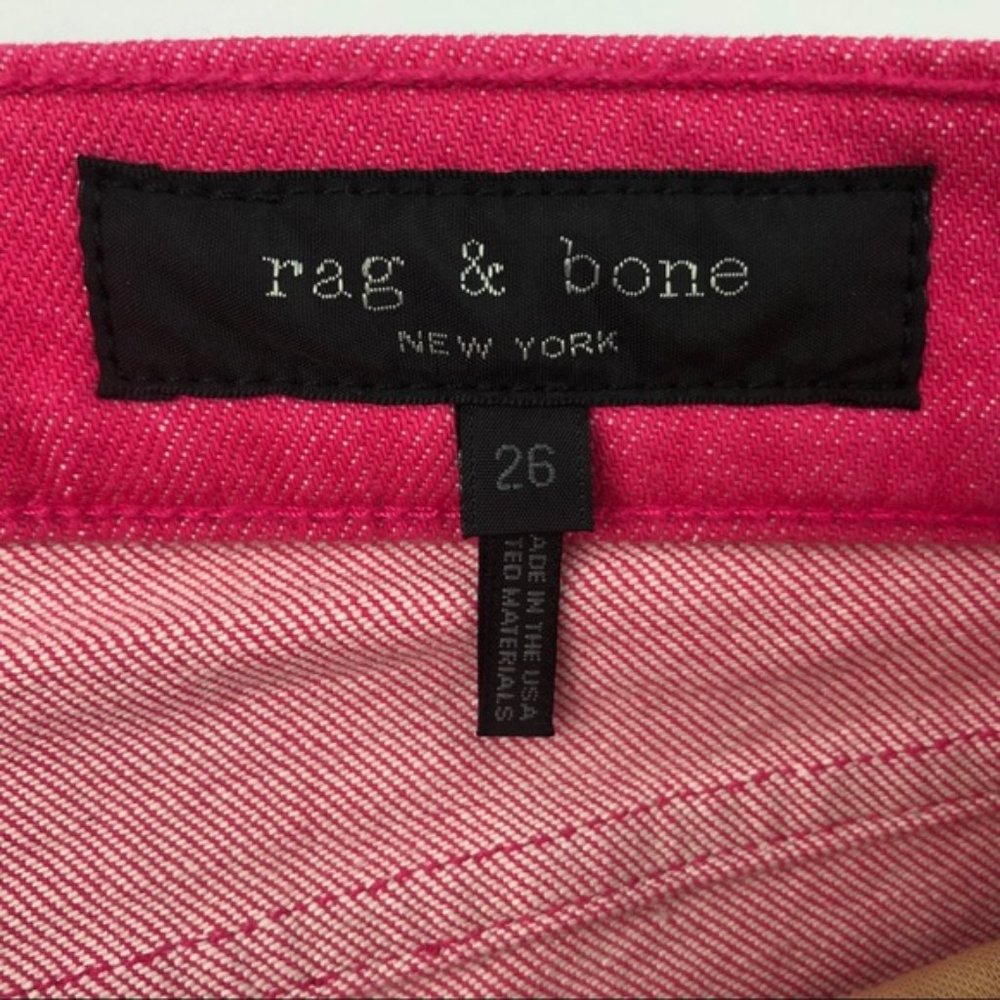 rag & bone
NEW YORK
26
ADE IN THE USA
TED MATERIALS